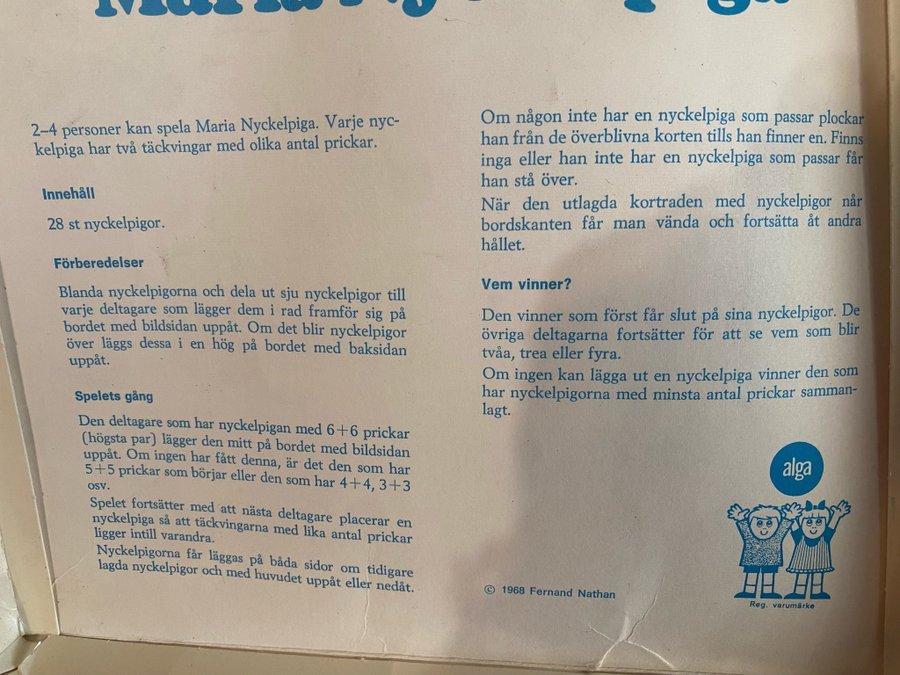 Maria Nyckelpiga
2–4 personer kan spela Maria Nyckelpiga. Varje nyc-
kelpiga har två täckvingar med olika antal prickar.
Innehåll
28 st nyckelpigor.
Förberedelser
Blanda nyckelpigorna och dela ut sju nyckelpigor till
varje deltagare som lägger dem i rad framför sig på
bordet med bildsidan uppåt. Om det blir nyckelpigor
över läggs dessa i en hög på bordet med baksidan
uppåt.
Spelets gång
Den deltagare som har nyckelpigan med 6+6 prickar
(högsta par) lägger den mitt på bordet med bildsidan
uppåt. Om ingen har fått denna, är det den som har
5+5 prickar som börjar eller den som har 4+4, 3+3
osv.
Spelet fortsätter med att nästa deltagare placerar en
nyckelpiga så att täckvingarna med lika antal prickar
ligger intill varandra.
Nyckelpigorna får läggas på båda sidor om tidigare
lagda nyckelpigor och med huvudet uppåt eller nedåt.
Om någon inte har en nyckelpiga som passar plockar
han från de överblivna korten tills han finner en. Finns
inga eller han inte har en nyckelpiga som passar får
han stå över.
När den utlagda kortraden med nyckelpigor når
bordskanten får man vända och fortsätta åt andra
hållet.
Vem vinner?
Den vinner som först får slut på sina nyckelpigor. De
övriga deltagarna fortsätter för att se vem som blir
tvåa, trea eller fyra.
Om ingen kan lägga ut en nyckelpiga vinner den som
har nyckelpigorna med minsta antal prickar samman-
lagt.
alga
© 1968 Fernand Nathan
Reg. varumärke